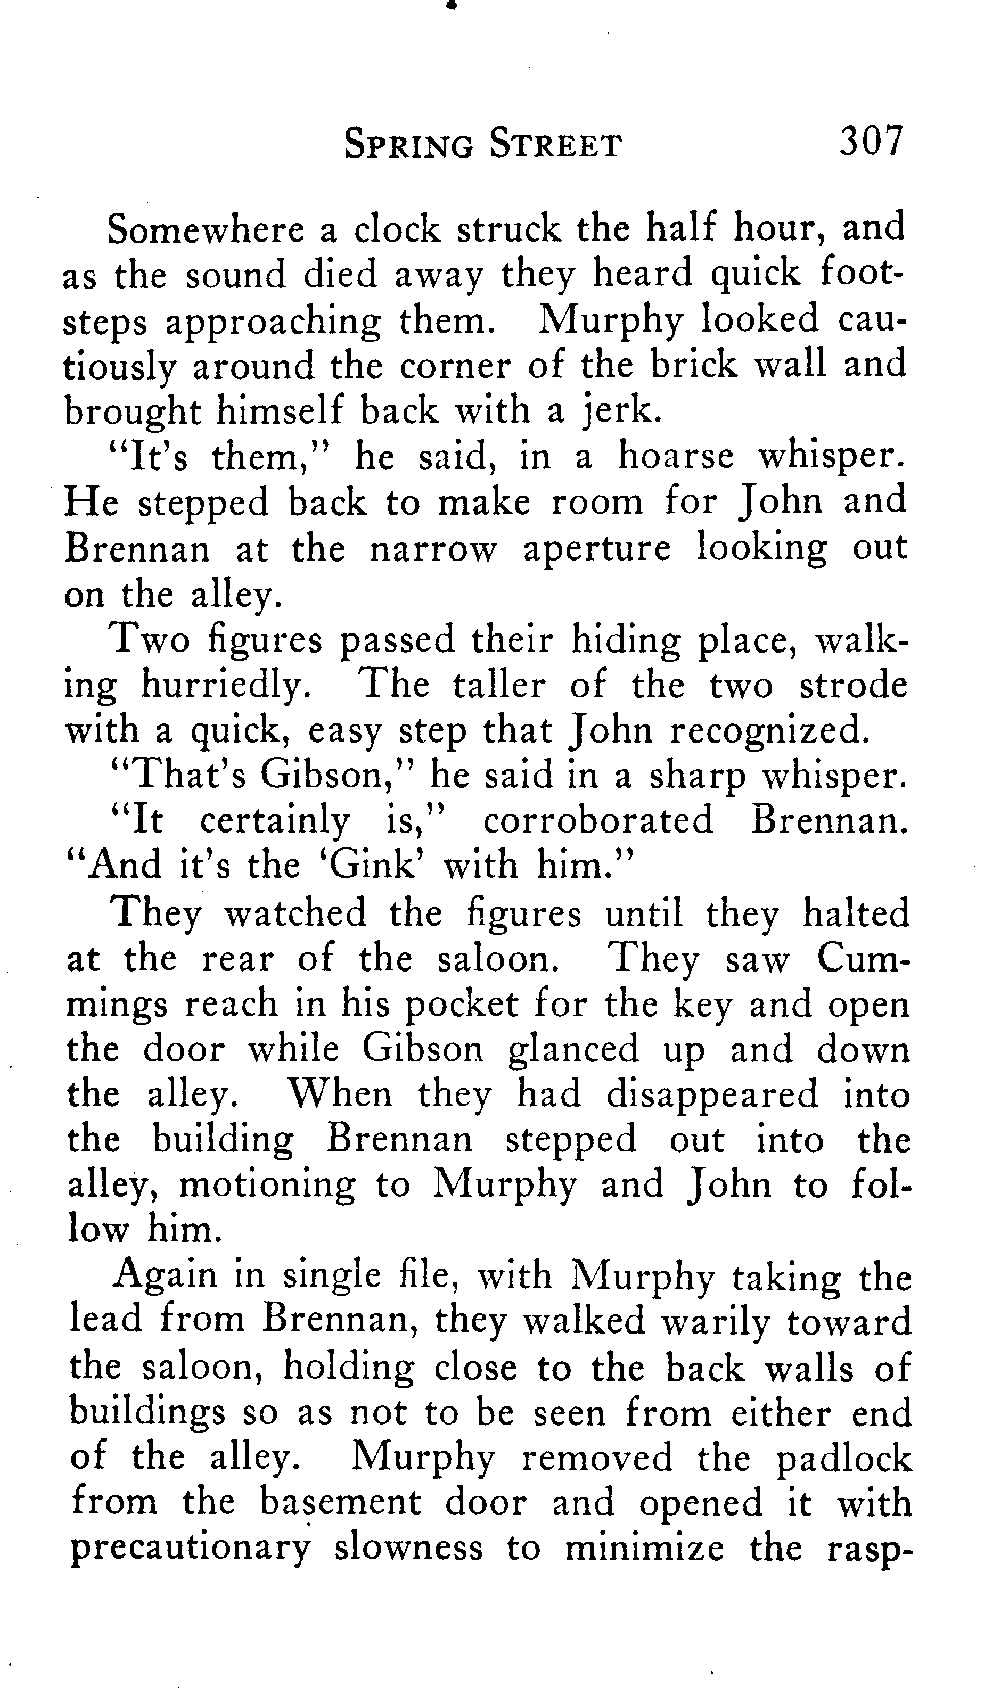 SPRING STREET 307
Somewhere a clock struck the half hour, and
as the sound died away they heard quick foot-
steps approaching them. Murphy looked cau-
tiously around the corner of the brick wall and
brought himself back with a jerk.
"It's them," he said, in a hoarse whisper.
He stepped back to make room for John and
Brennan at the narrow aperture looking out
on the alley.
Two figures passed their hiding place, walk-
ing hurriedly. The taller of the two strode
with a quick, easy step that John recognized.
"That's Gibson," he said in a sharp whisper.
"It certainly is," corroborated Brennan.
"And it's the 'Gink' with him."
They watched the figures until they halted
at the rear of the saloon. They saw Cum-
mings reach in his pocket for the key and open
the door while Gibson glanced up and down
the alley. When they had disappeared into
the building Brennan stepped out into the
alley, motioning to Murphy and John to fol-
low him.
Again in single file, with Murphy taking the
lead from Brennan, they walked warily toward
the saloon, holding close to the back walls of
buildings so as not to be seen from either end
of the alley. Murphy removed the padlock
from the basement door and opened it with
precautionary slowness to minimize the rasp-